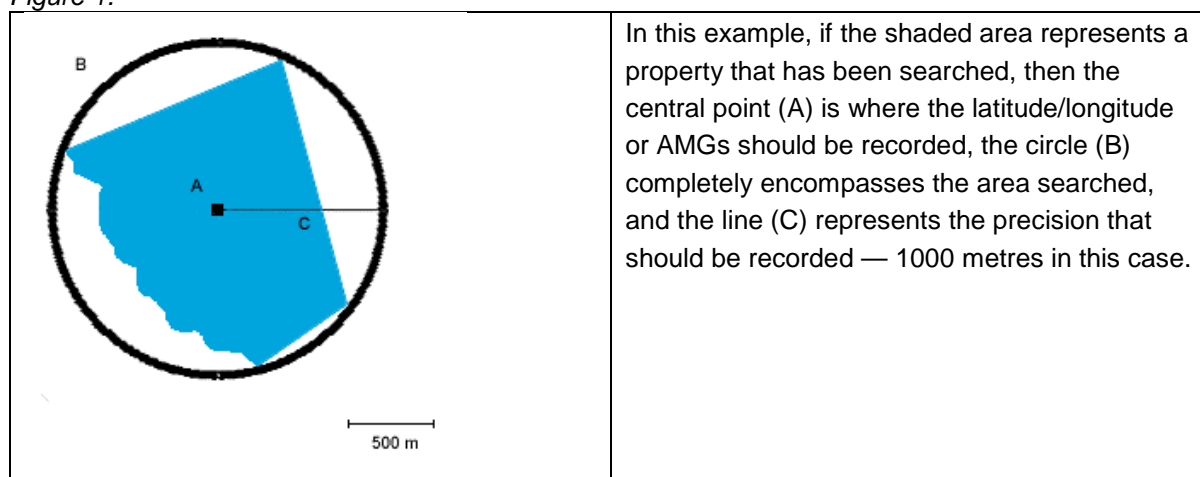 Figure 1.
B
A
C
500 m
In this example, if the shaded area represents a
property that has been searched, then the
central point (A) is where the latitude/longitude
or AMGs should be recorded, the circle (B)
completely encompasses the area searched,
and the line (C) represents the precision that
should be recorded — 1000 metres in this case.